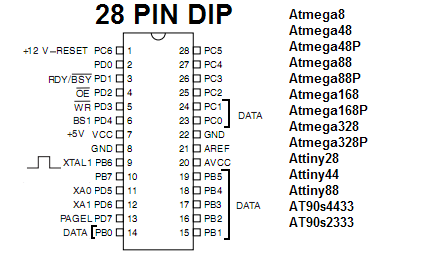 28 PIN DIP
+12 V–RESET PC6 1 28 PC5
PD0 2 27 PC4
RDY/BSY PD1 3 26 PC3
OE PD2 4 25 PC2
WR PD3 5 24 PC1
BS1 PD4 6 23 PC0
DATA
+5V VCC 7 22 GND
GND 8 21 AREF
XTAL1 PB6 9 20 AVCC
PB7 10 19 PB5
XA0 PD5 11 18 PB4
XA1 PD6 12 17 PB3
PAGEL PD7 13 16 PB2
DATA PB0 14 15 PB1
DATA
Atmega8
Atmega48
Atmega48P
Atmega88
Atmega88P
Atmega168
Atmega168P
Atmega328
Atmega328P
Attiny28
Attiny44
Attiny88
AT90s4433
AT90s2333